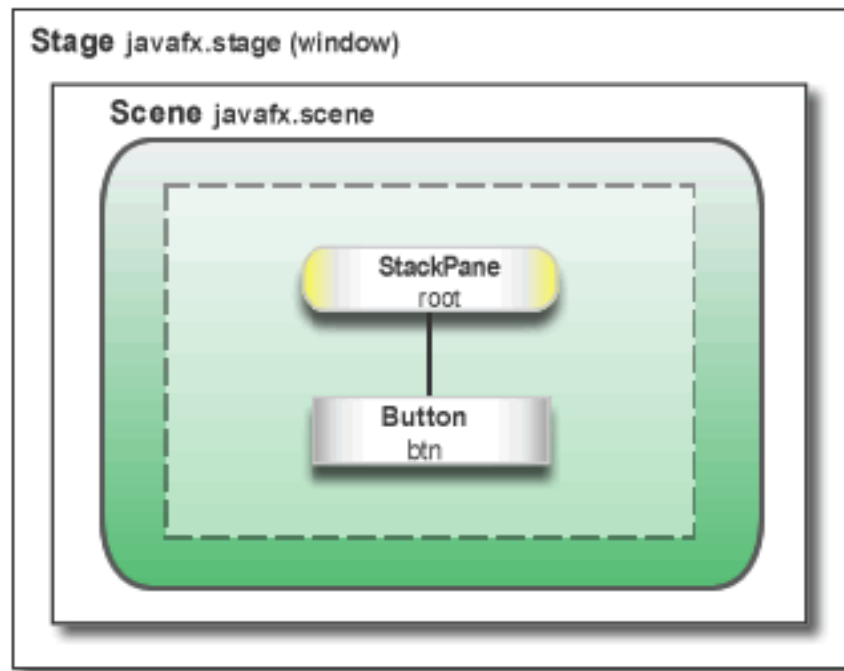 Stage javafx.stage (window)
Scene javafx.scene
StackPane
root
Button
btn